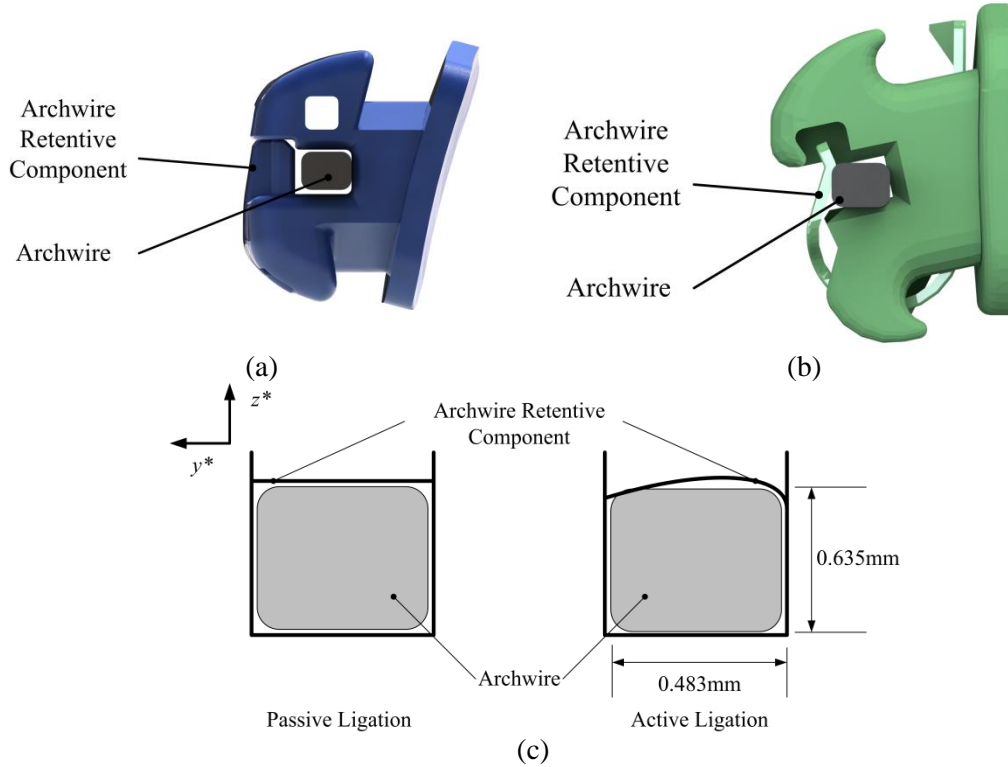 Archwire
Retentive
Component
Archwire
(a)
Archwire
Retentive
Component
Archwire
(b)
z*
y*
Archwire Retentive
Component
0.635mm
Archwire
0.483mm
Passive Ligation
Active Ligation
(c)